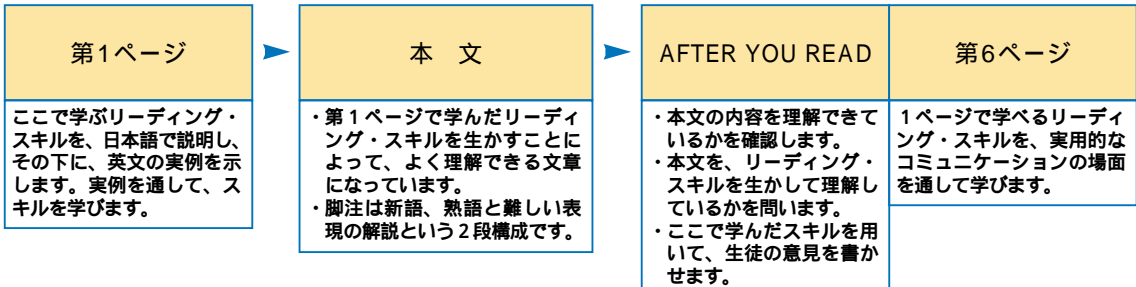 第1ページ
ここで学ぶリーディング・
スキルを、日本語で説明し、
その下に、英文の実例を示
します。実例を通して、ス
キルを学びます。
本　文
・第１ページで学んだリーディ
ング・スキルを生かすことに
よって、よく理解できる文章
になっています。
・脚注は新語、熟語と難しい表
現の解説という２段構成です。
AFTER YOU READ
・本文の内容を理解できて
いるかを確認します。
・本文を、リーディング・
スキルを生かして理解し
ているかを問います。
・ここで学んだスキルを用
いて、生徒の意見を書か
せます。
第6ページ
１ページで学べるリーディ
ング・スキルを、実用的な
コミュニケーションの場面
を通して学びます。